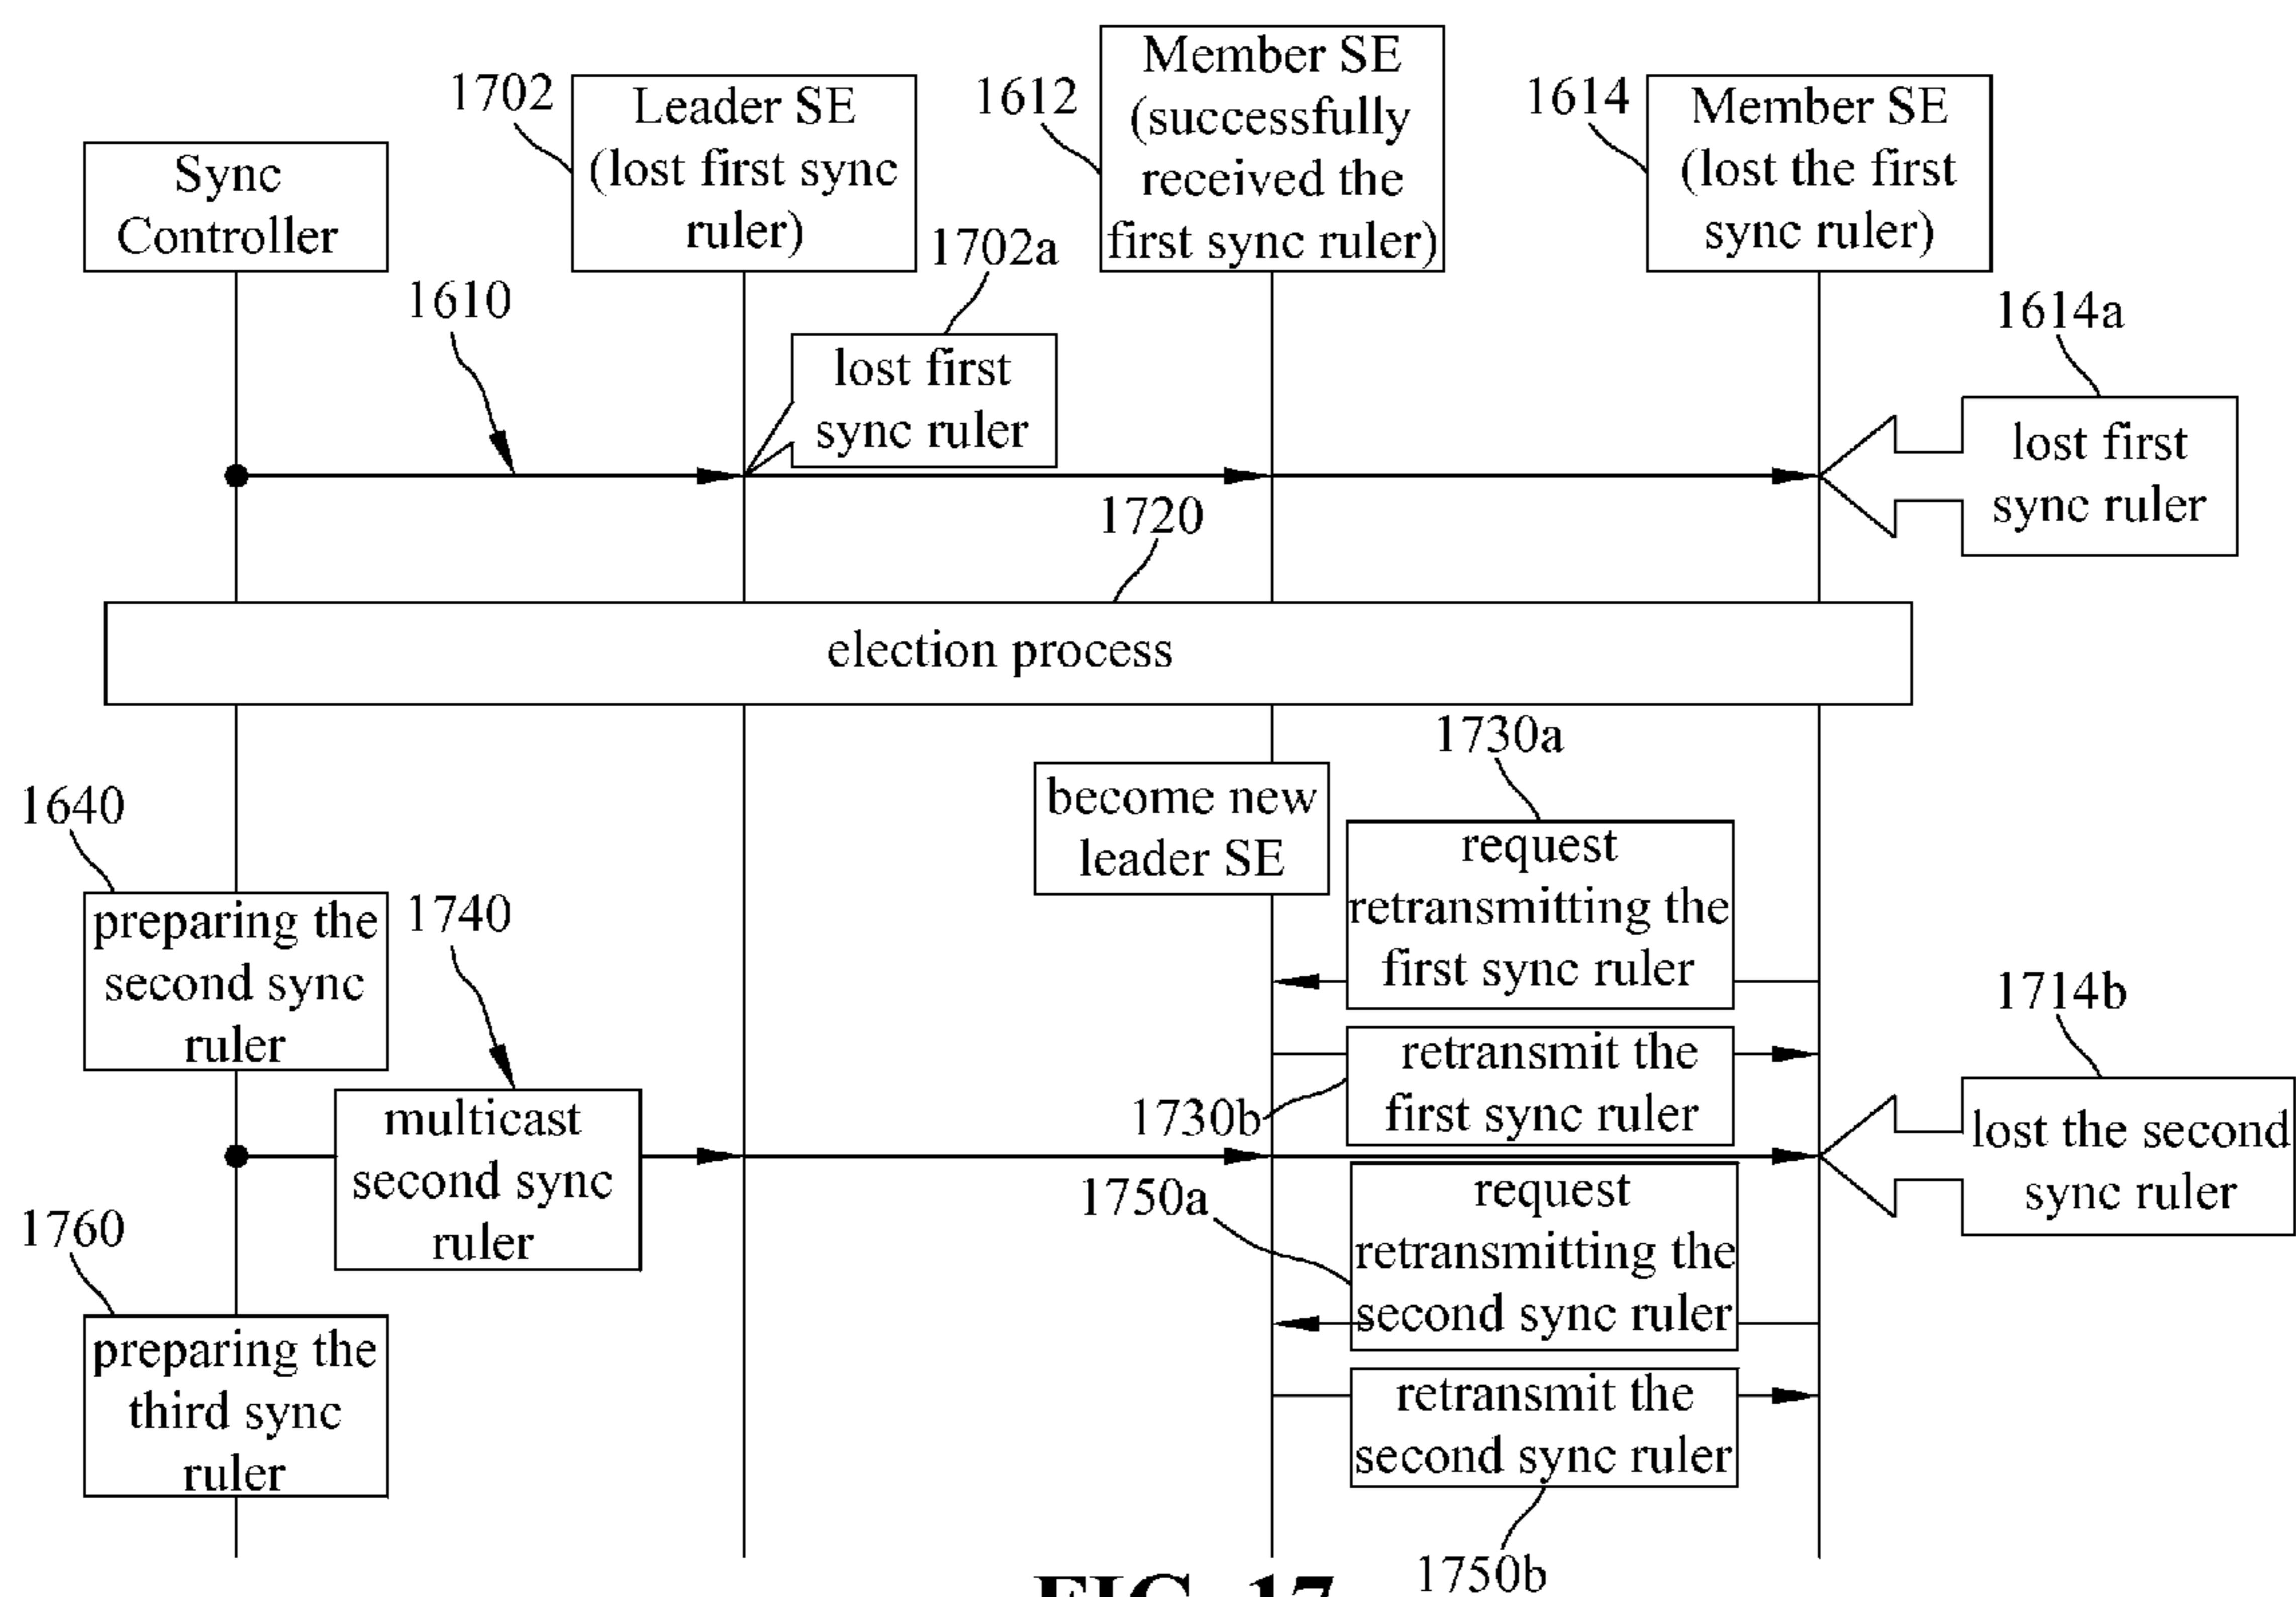 Sync
Controller
1702
Leader SE
(lost first sync
ruler)
1612
Member SE
(successfully
received the
first sync ruler)
1614
Member SE
(lost the first
sync ruler)
1610
1702a
lost first
sync ruler
1614a
lost first
sync ruler
1720
election process
become new
leader SE
1730a
request
retransmitting the
first sync ruler
1640
preparing the
second sync
ruler
1740
multicast
second sync
ruler
1730b
retransmit the
first sync ruler
1714b
lost the second
sync ruler
1750a
request
retransmitting the
second sync ruler
1760
preparing the
third sync
ruler
retransmit the
second sync ruler
1750b
FIG. 17